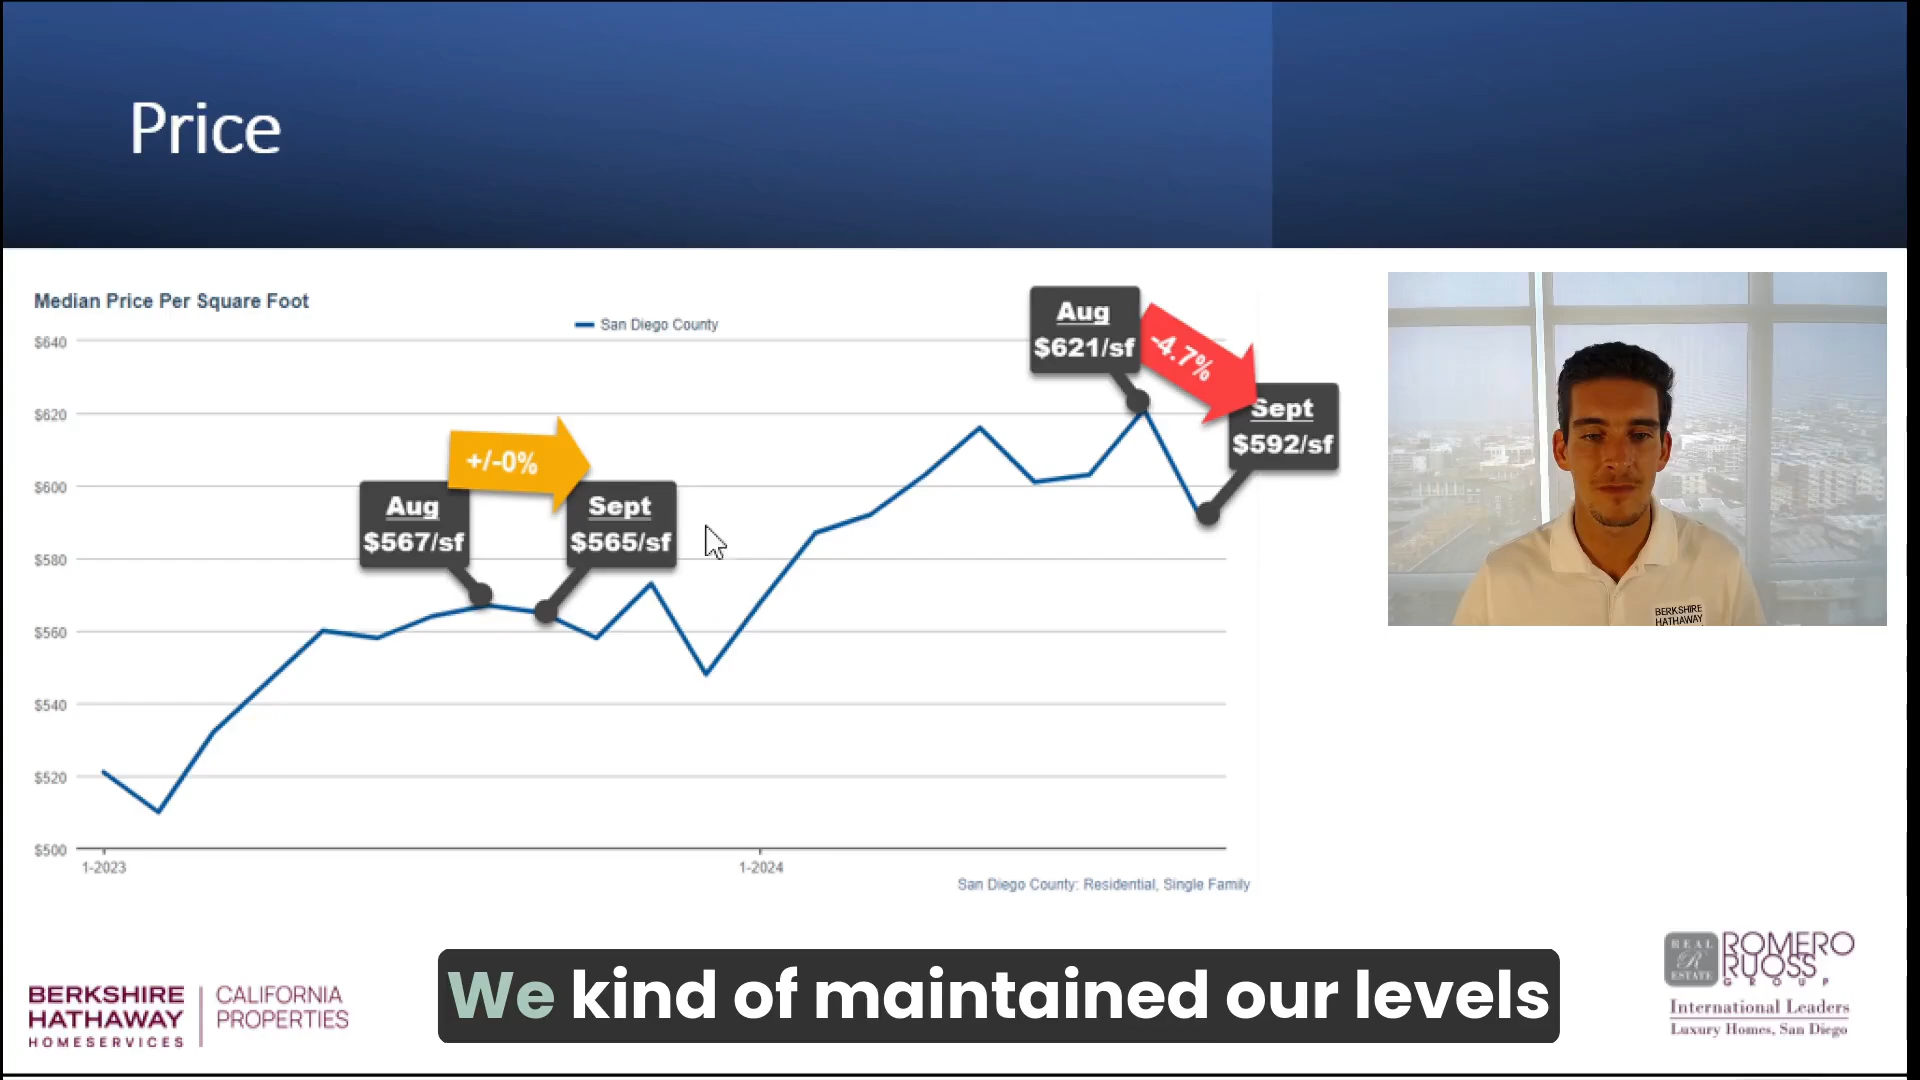 Price
Median Price Per Square Foot
San Diego County
$640
$620
$600
$580
$560
$540
$520
$500
1-2023
1-2024
Aug
$567/sf
+/-0%
Sept
$565/sf
Aug
$621/sf
-4.7%
Sept
$592/sf
San Diego County: Residential, Single Family
BERKSHIRE
HATHAWAY
BERKSHIRE
HATHAWAY
HOMESERVICES
CALIFORNIA
PROPERTIES
We kind of maintained our levels
REAL
R
ESTATE
ROMERO
RUOSS
GROUP
International Leaders
Luxury Homes, San Diego